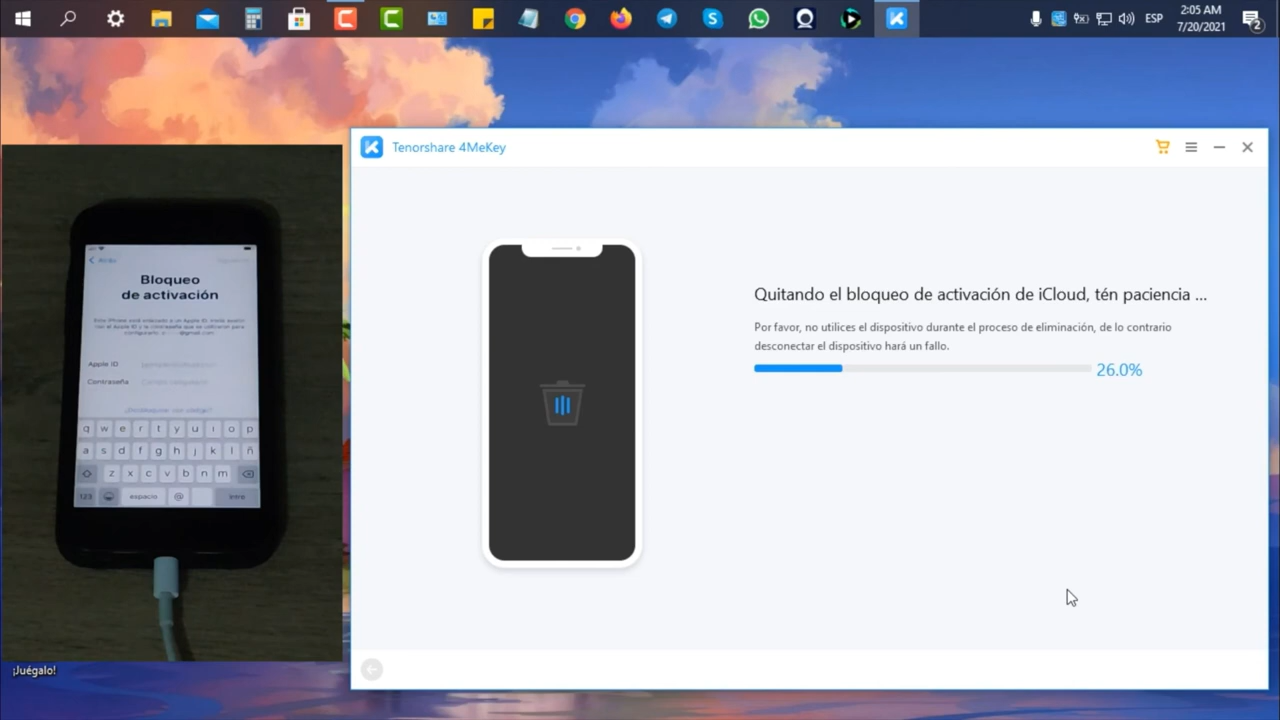 ESP
2:05 AM
7/20/2021
2
Tenorshare 4MeKey
Atrás
Bloqueo
de activación
Apple ID
Contraseña
q w e r t y u i o p
a s d f g h j k l ñ
z x c v b n m
123 espacio @ intro
Quitando el bloqueo de activación de iCloud, tén paciencia ...
Por favor, no utilices el dispositivo durante el proceso de eliminación, de lo contrario
desconectar el dispositivo hará un fallo.
26.0%
¡Juégalo!